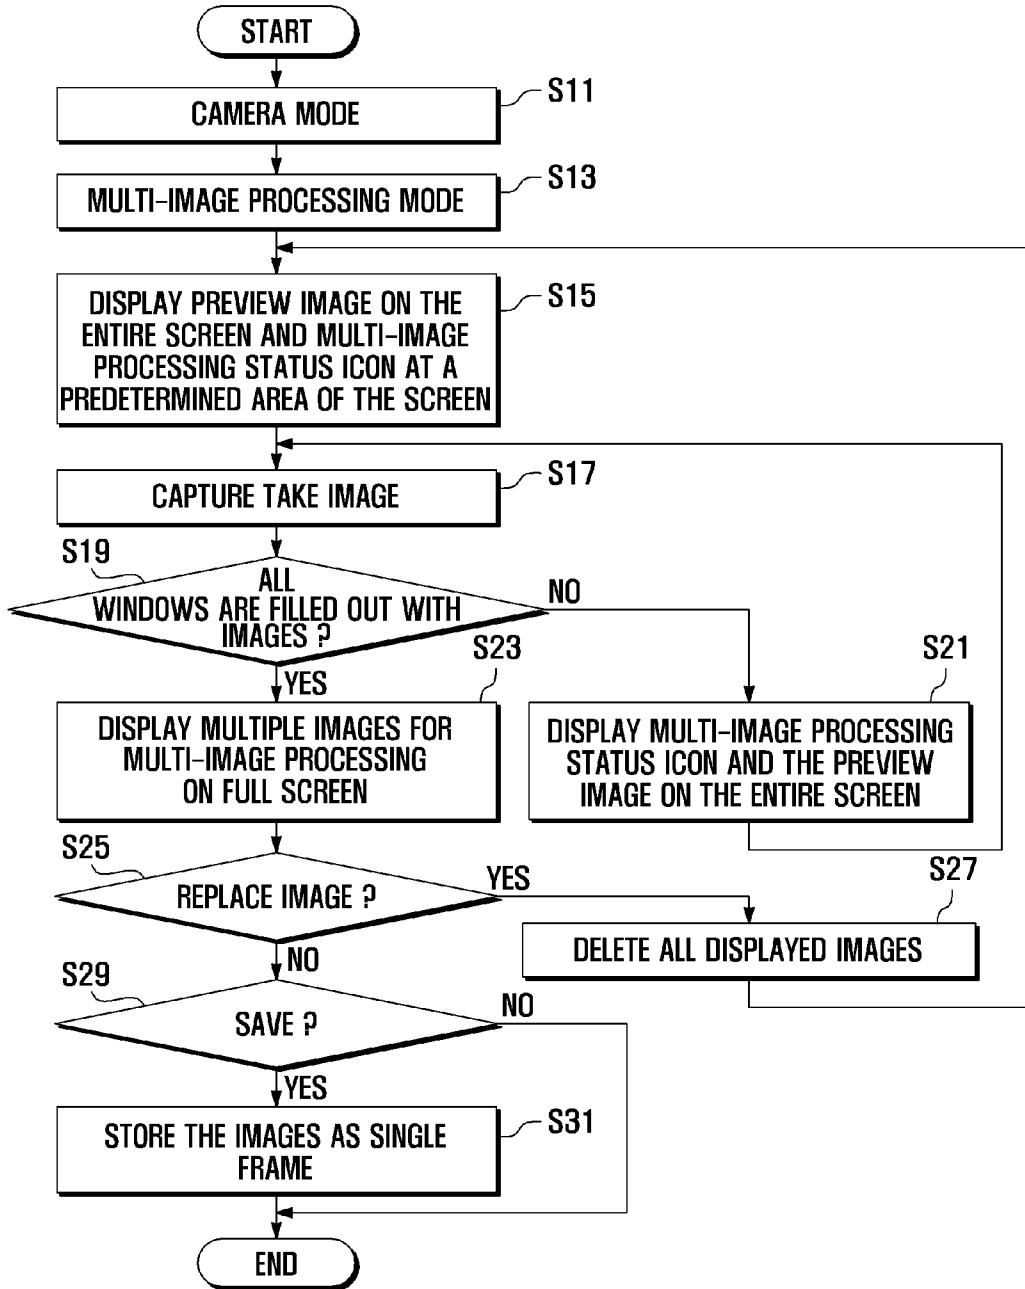 START
S11
CAMERA MODE
S13
MULTI-IMAGE PROCESSING MODE
S15
DISPLAY PREVIEW IMAGE ON THE
ENTIRE SCREEN AND MULTI-IMAGE
PROCESSING STATUS ICON AT A
PREDETERMINED AREA OF THE SCREEN
S17
CAPTURE TAKE IMAGE
S19
ALL
WINDOWS ARE FILLED OUT WITH
IMAGES ?
NO
YES
S23
DISPLAY MULTIPLE IMAGES FOR
MULTI-IMAGE PROCESSING
ON FULL SCREEN
S21
DISPLAY MULTI-IMAGE PROCESSING
STATUS ICON AND THE PREVIEW
IMAGE ON THE ENTIRE SCREEN
S25
REPLACE IMAGE ?
YES
NO
S27
DELETE ALL DISPLAYED IMAGES
S29
SAVE ?
NO
YES
S31
STORE THE IMAGES AS SINGLE
FRAME
END